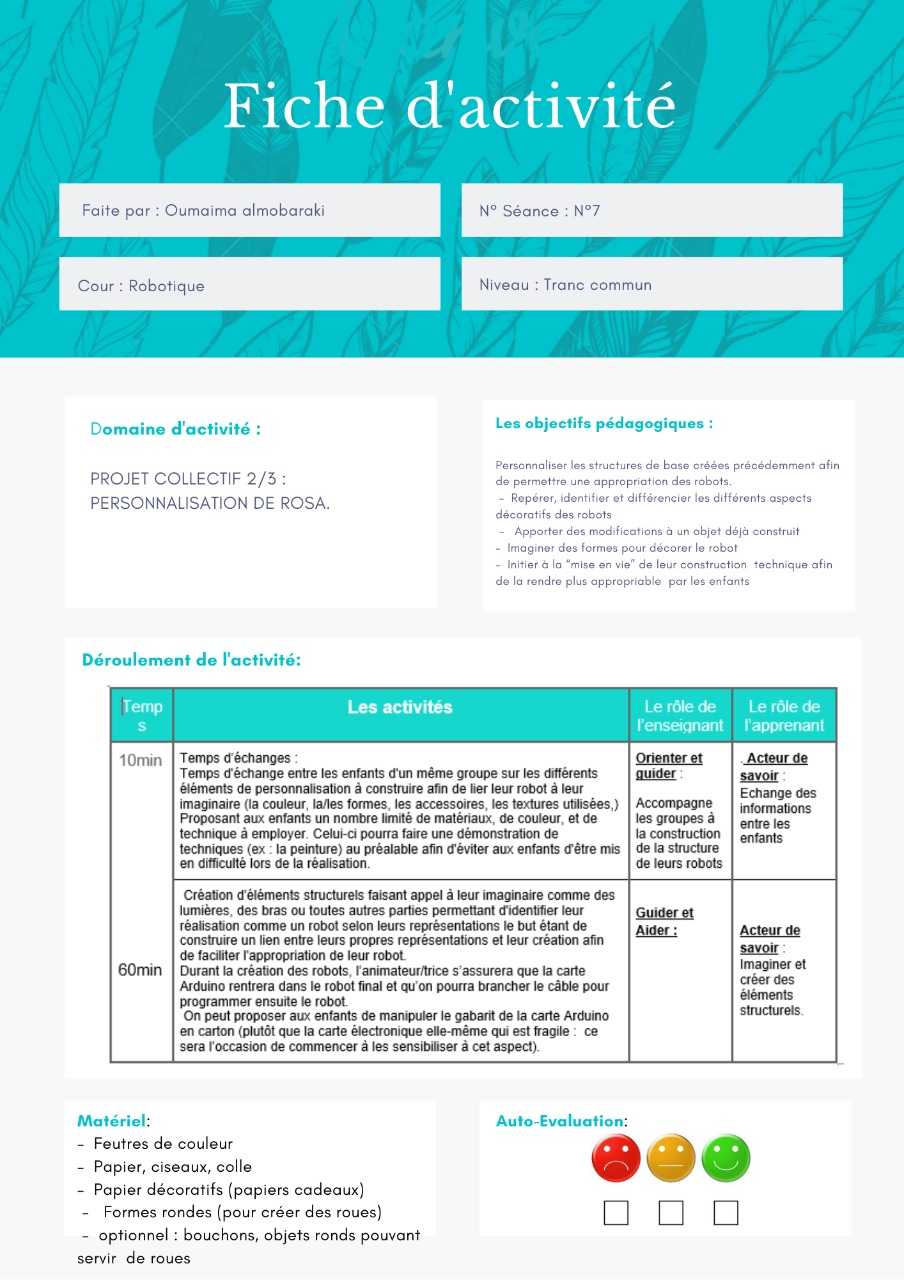 Fiche d'activité
Faite par : Oumaima almobaraki
N° Séance : N°7
Cour : Robotique
Niveau : Tranc commun
Domaine d'activité :
PROJET COLLECTIF 2/3 :
PERSONNALISATION DE ROSA.
Les objectifs pédagogiques :
Personnaliser les structures de base créées précédemment afin
de permettre une appropriation des robots.
- Repérer, identifier et différencier les différents aspects
décoratifs des robots
- Apporter des modifications à un objet déjà construit
- Imaginer des formes pour décorer le robot
- Initier à la “mise en vie” de leur construction technique afin
de la rendre plus appropriable par les enfants
Déroulement de l'activité:
Temp
s
Les activités
Le rôle de
l’enseignant
Le rôle de
l’apprenant
10min
Temps d'échanges :
Temps d'échange entre les enfants d'un même groupe sur les différents
éléments de personnalisation à construire afin de lier leur robot à leur
imaginaire (la couleur, la/les formes, les accessoires, les textures utilisées,)
Proposant aux enfants un nombre limité de matériaux, de couleur, et de
technique à employer. Celui-ci pourra faire une démonstration de
techniques (ex : la peinture) au préalable afin d'éviter aux enfants d'être mis
en difficulté lors de la réalisation.
Orienter et
guider :
Accompagne
les groupes à
la construction
de la structure
de leurs robots
. Acteur de
savoir :
Echange des
informations
entre les
enfants
60min
Création d'éléments structurels faisant appel à leur imaginaire comme des
lumières, des bras ou toutes autres parties permettant d'identifier leur
réalisation comme un robot selon leurs représentations le but étant de
construire un lien entre leurs propres représentations et leur création afin
de faciliter l'appropriation de leur robot.
Durant la création des robots, l’animateur/trice s’assurera que la carte
Arduino rentrera dans le robot final et qu’on pourra brancher le câble pour
programmer ensuite le robot.
On peut proposer aux enfants de manipuler le gabarit de la carte Arduino
en carton (plutôt que la carte électronique elle-même qui est fragile : ce
sera l’occasion de commencer à les sensibiliser à cet aspect).
Guider et
Aider :
Acteur de
savoir :
Imaginer et
créer des
éléments
structurels.
Matériel:
- Feutres de couleur
- Papier, ciseaux, colle
- Papier décoratifs (papiers cadeaux)
- Formes rondes (pour créer des roues)
- optionnel : bouchons, objets ronds pouvant
servir de roues
Auto-Evaluation: